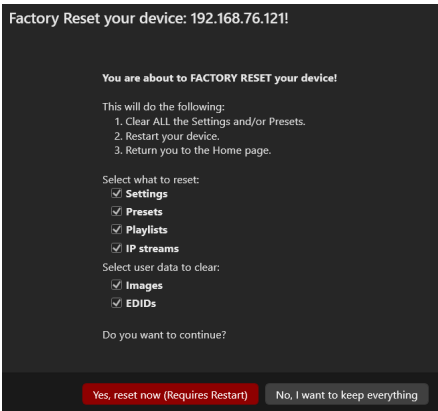 Factory Reset your device: 192.168.76.121!
You are about to FACTORY RESET your device!
This will do the following:
1. Clear ALL the Settings and/or Presets.
2. Restart your device.
3. Return you to the Home page.
Select what to reset:
Settings
Presets
Playlists
IP streams
Select user data to clear:
Images
EDIDs
Do you want to continue?
Yes, reset now (Requires Restart)
No, I want to keep everything